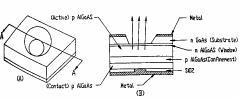 (Active) p AlGaAS
Metal
n GaAs (Substrate)
n AlGaAs (Window)
p AlGaAs(Confinement)
SiO2
(Contact) p AlGaAS
Metal
A
A
(A)
(B)